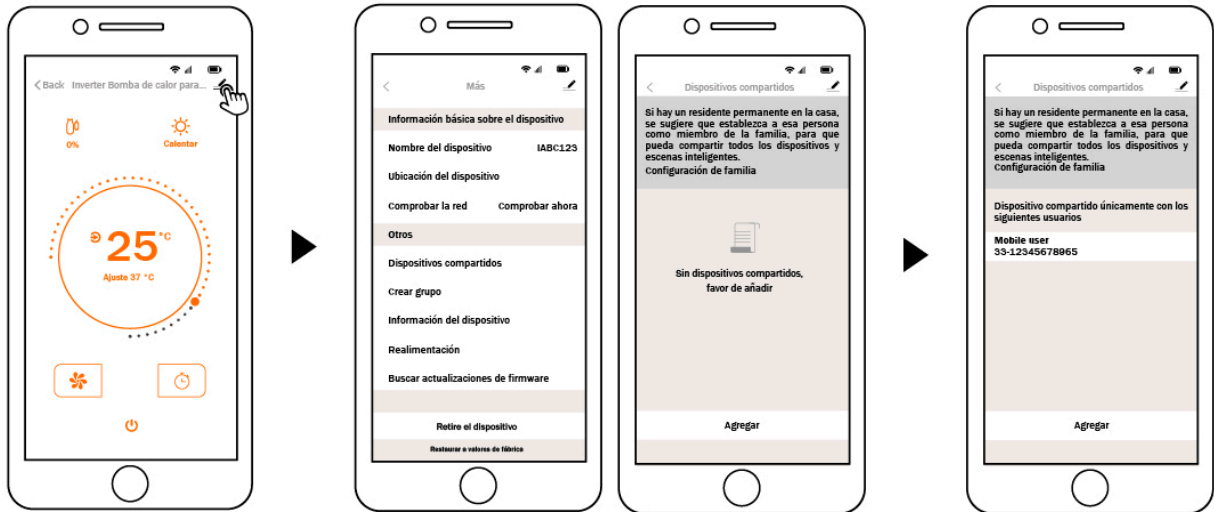 Back Inverter Bomba de calor para...
0%
Calentar
25°C
Ajuste 37 °C
Más
Información básica sobre el dispositivo
Nombre del dispositivo IABC123
Ubicación del dispositivo
Comprobar la red Comprobar ahora
Otros
Dispositivos compartidos
Crear grupo
Información del dispositivo
Realimentación
Buscar actualizaciones de firmware
Retire el dispositivo
Restaurar a valores de fábrica
Dispositivos compartidos
Si hay un residente permanente en la casa,
se sugiere que establezca a esa persona
como miembro de la familia, para que
pueda compartir todos los dispositivos y
escenas inteligentes.
Configuración de familia
Sin dispositivos compartidos,
favor de añadir
Agregar
Dispositivos compartidos
Si hay un residente permanente en la casa,
se sugiere que establezca a esa persona
como miembro de la familia, para que
pueda compartir todos los dispositivos y
escenas inteligentes.
Configuración de familia
Dispositivo compartido únicamente con los
siguientes usuarios
Mobile user
33-12345678965
Agregar